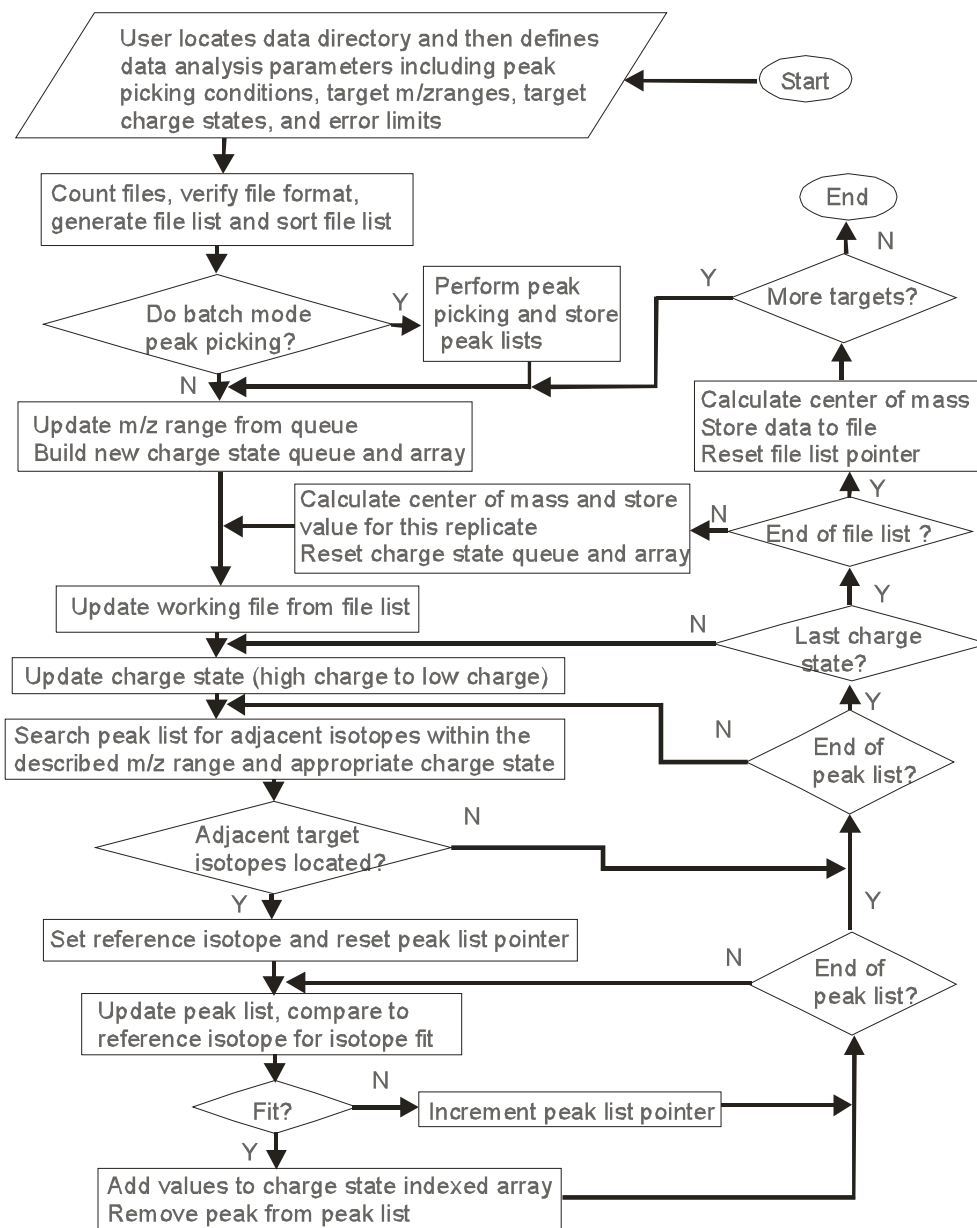 User locates data directory and then defines
data analysis parameters including peak
picking conditions, target m/zranges, target
charge states, and error limits
Start
Count files, verify file format,
generate file list and sort file list
End
N
Do batch mode
peak picking?
Y
Perform peak
picking and store
peak lists
Y
More targets?
N
Update m/z range from queue
Build new charge state queue and array
Calculate center of mass
Store data to file
Reset file list pointer
Y
Calculate center of mass and store
value for this replicate
Reset charge state queue and array
N
End of file list ?
Y
Update working file from file list
N
Last charge
state?
Update charge state (high charge to low charge)
Y
Search peak list for adjacent isotopes within the
described m/z range and appropriate charge state
N
End of
peak list?
Adjacent target
isotopes located?
N
Y
Y
Set reference isotope and reset peak list pointer
N
End of
peak list?
Update peak list, compare to
reference isotope for isotope fit
Fit?
N
Increment peak list pointer
Y
Add values to charge state indexed array
Remove peak from peak list